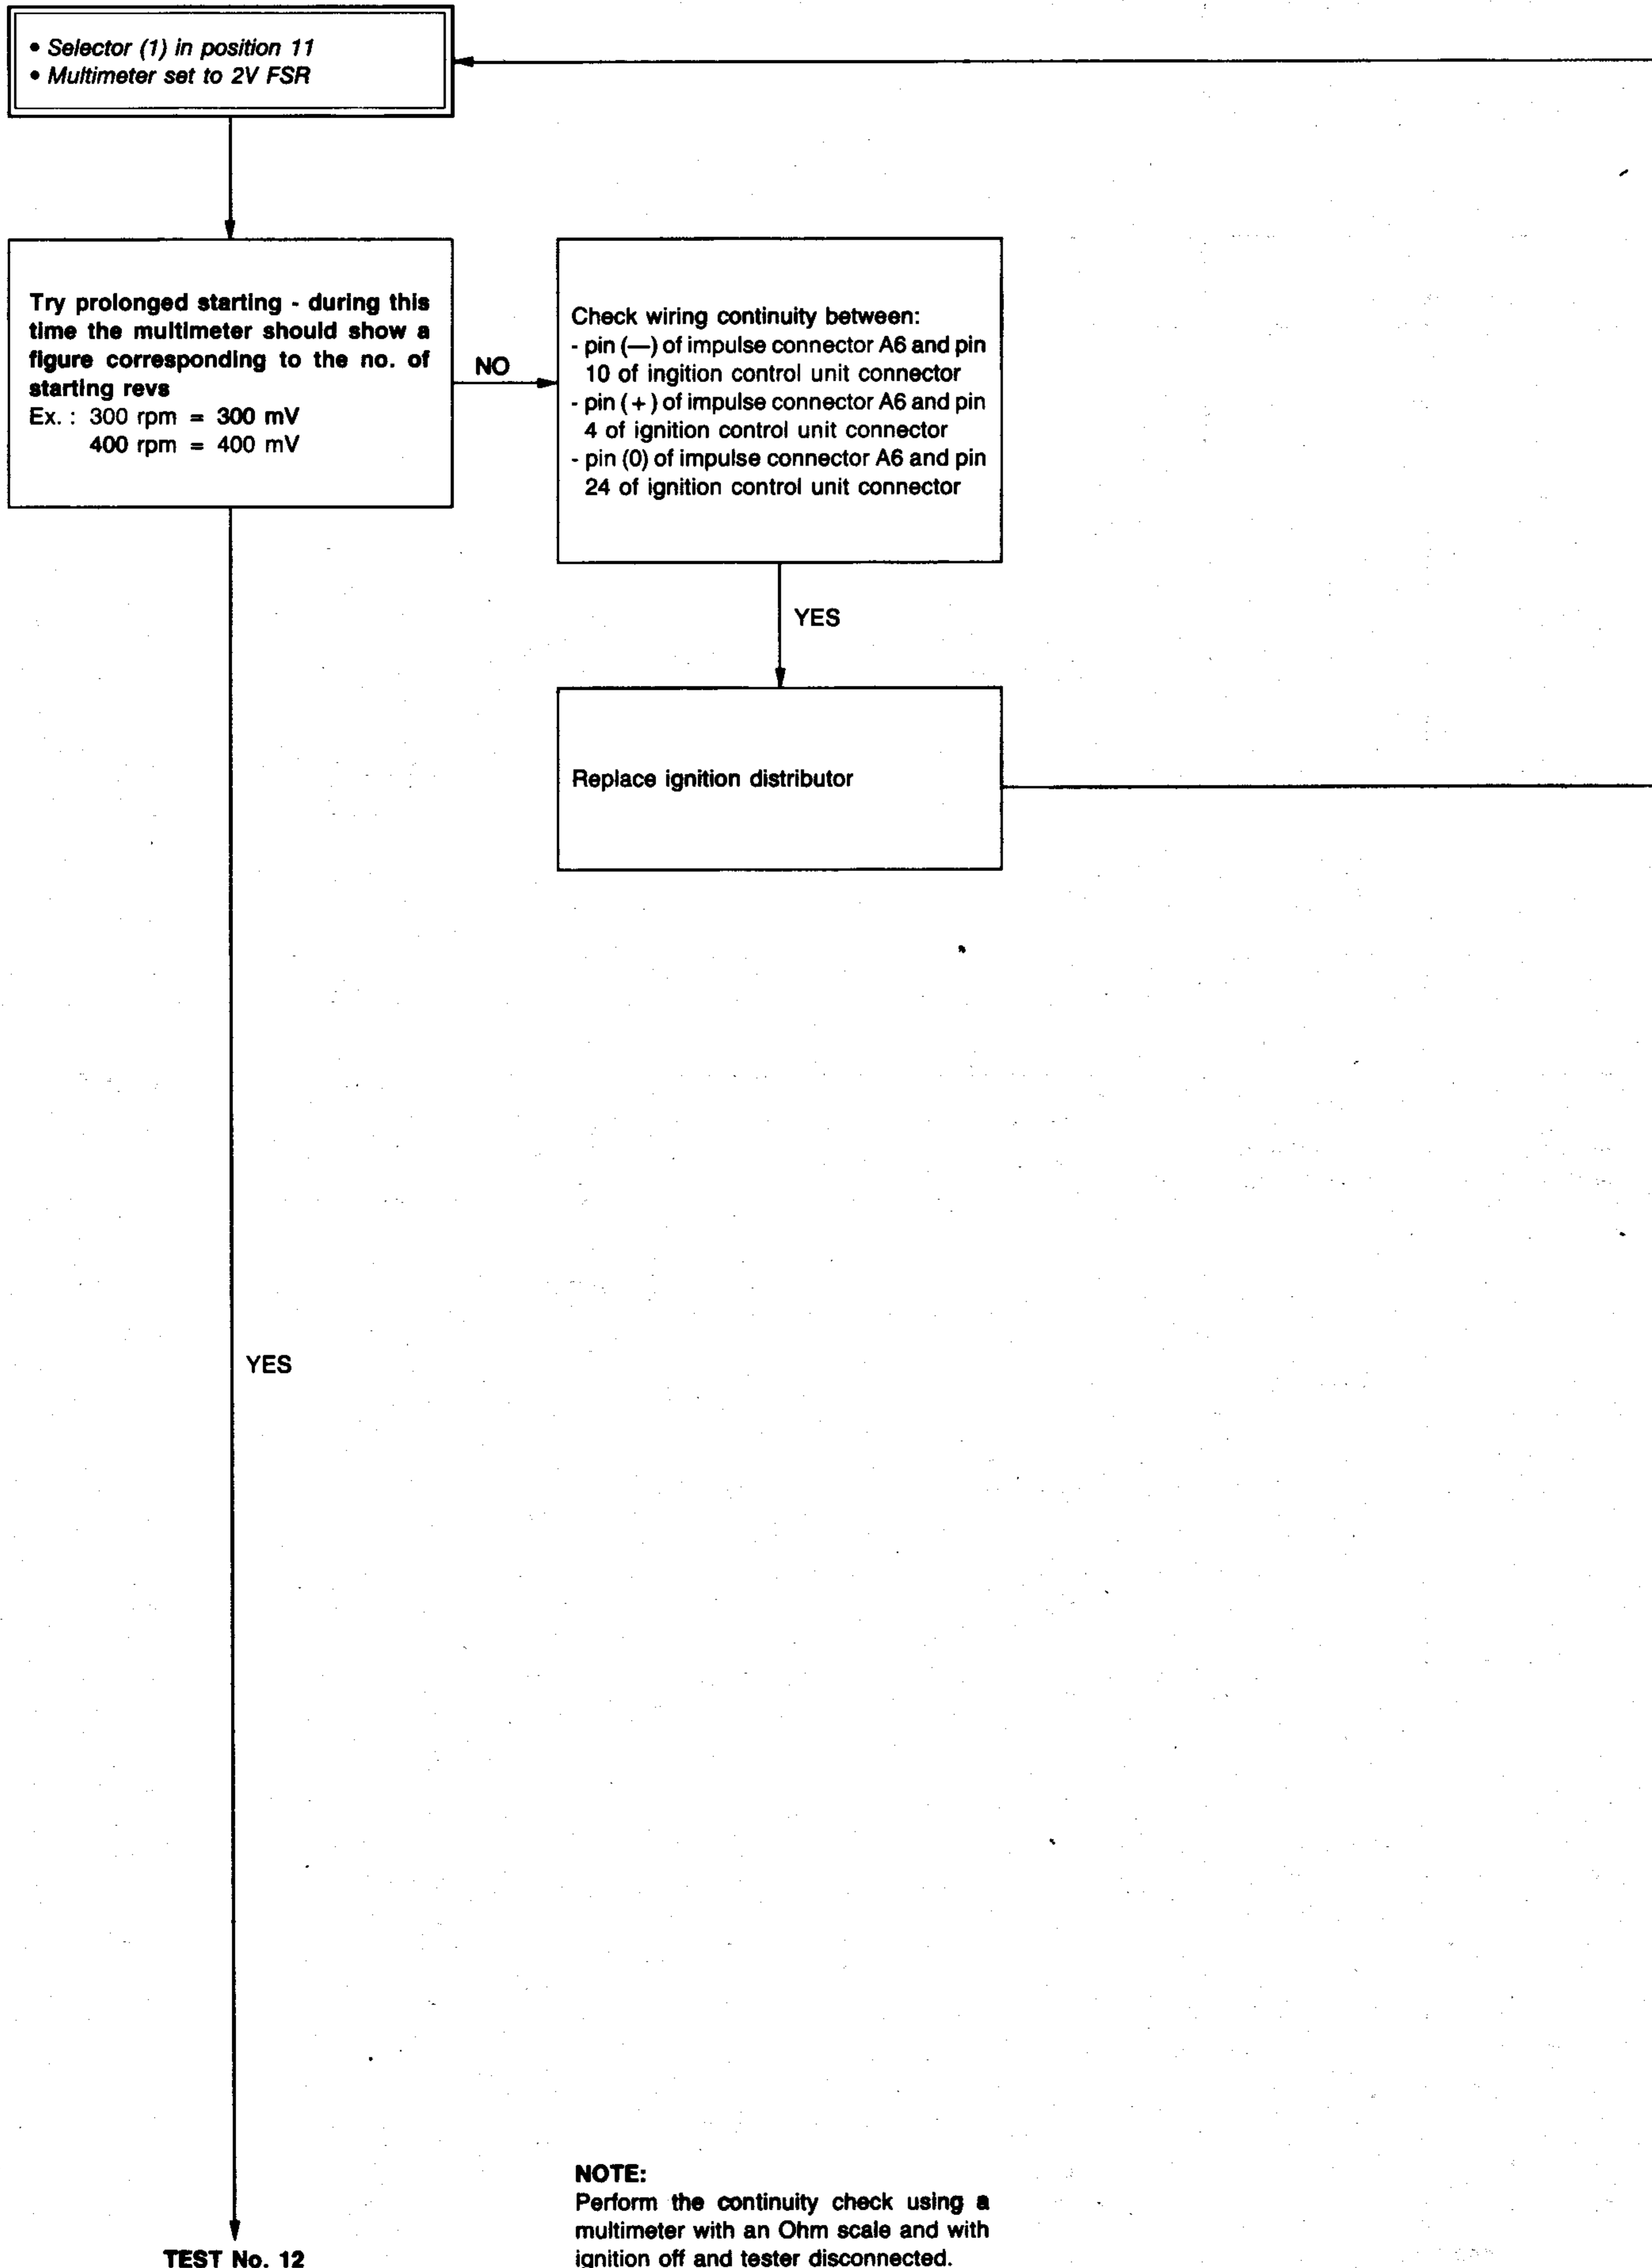 • Selector (1) in position 11
• Multimeter set to 2V FSR
Try prolonged starting - during this
time the multimeter should show a
figure corresponding to the no. of
starting revs
Ex. : 300 rpm = 300 mV
400 rpm = 400 mV
NO
Check wiring continuity between:
- pin (—) of impulse connector A6 and pin
10 of ingition control unit connector
- pin (+) of impulse connector A6 and pin
4 of ignition control unit connector
- pin (0) of impulse connector A6 and pin
24 of ignition control unit connector
YES
Replace ignition distributor
YES
NOTE:
Perform the continuity check using a
multimeter with an Ohm scale and with
ignition off and tester disconnected.
TEST No. 12